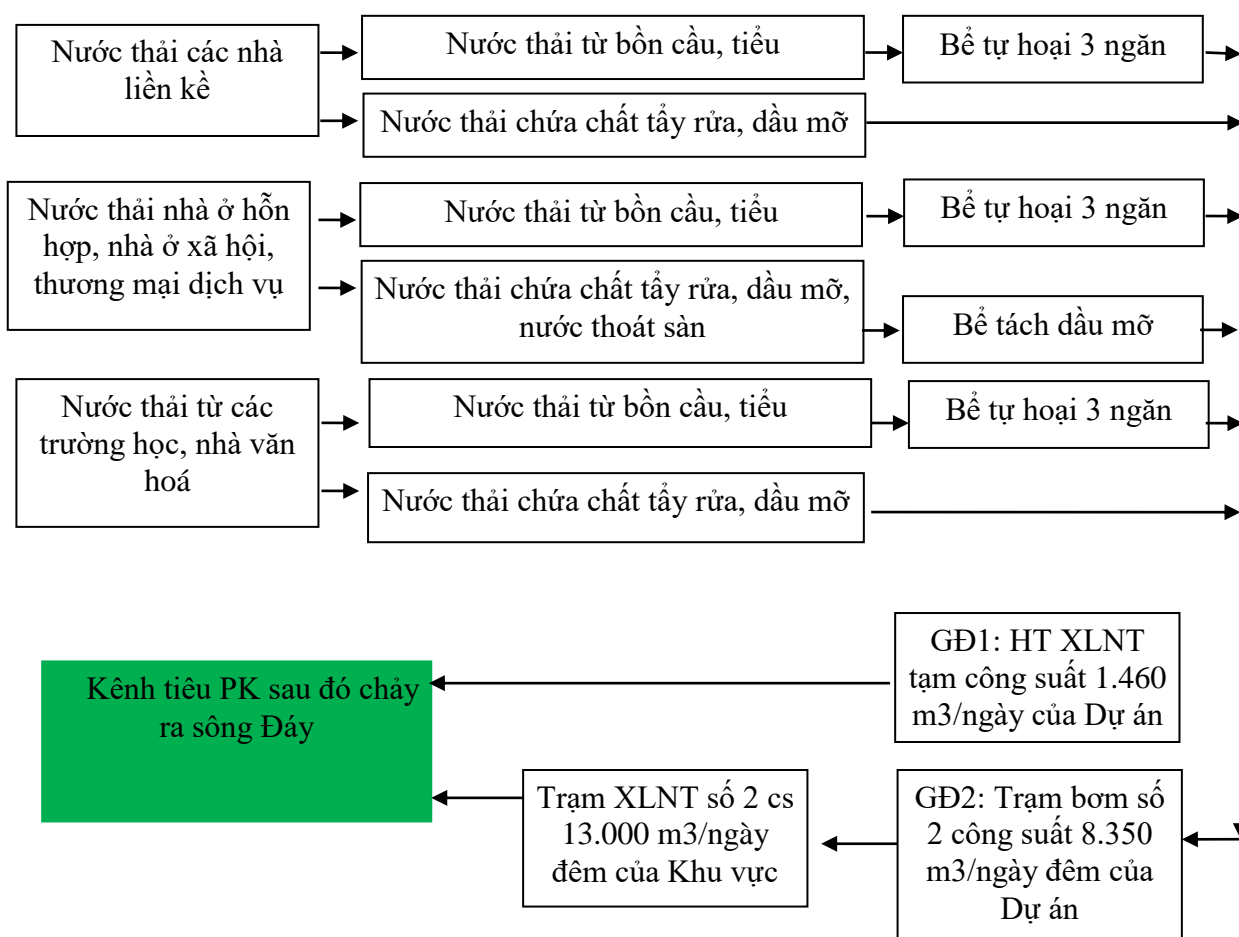 Nước thải các nhà
liền kề
Nước thải từ bồn cầu, tiểu
Bể tự hoại 3 ngăn
Nước thải chứa chất tẩy rửa, dầu mỡ
Nước thải nhà ở hỗn
hợp, nhà ở xã hội,
thương mại dịch vụ
Nước thải từ bồn cầu, tiểu
Bể tự hoại 3 ngăn
Nước thải chứa chất tẩy rửa, dầu mỡ,
nước thoát sàn
Bể tách dầu mỡ
Nước thải từ các
trường học, nhà văn
hoá
Nước thải từ bồn cầu, tiểu
Bể tự hoại 3 ngăn
Nước thải chứa chất tẩy rửa, dầu mỡ
GĐ1: HT XLNT
tạm công suất 1.460
m3/ngày của Dự án
Kênh tiêu PK sau đó chảy
ra sông Đáy
Trạm XLNT số 2 cs
13.000 m3/ngày
đêm của Khu vực
GĐ2: Trạm bơm số
2 công suất 8.350
m3/ngày đêm của
Dự án